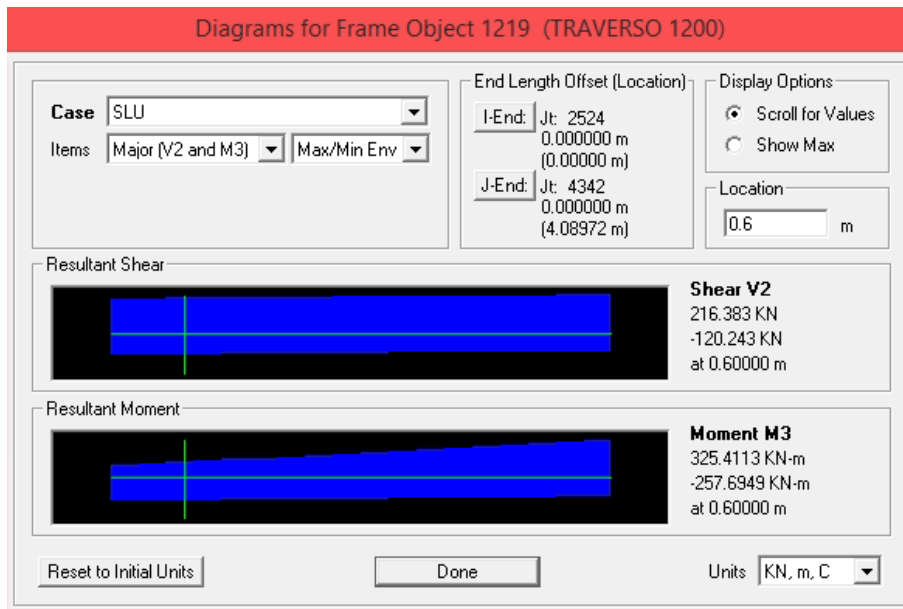 Diagrams for Frame Object 1219 (TRAVERSO 1200)
Case SLU
Items Major (V2 and M3) Max/Min Env
End Length Offset (Location)
I-End: Jt: 2524
0.000000 m
(0.00000 m)
J-End: Jt: 4342
0.000000 m
(4.08972 m)
Display Options
Scroll for Values
Show Max
Location
0.6 m
Resultant Shear
Shear V2
216.383 KN
-120.243 KN
at 0.60000 m
Resultant Moment
Moment M3
325.4113 KN-m
-257.6949 KN-m
at 0.60000 m
Reset to Initial Units
Done
Units KN, m, C